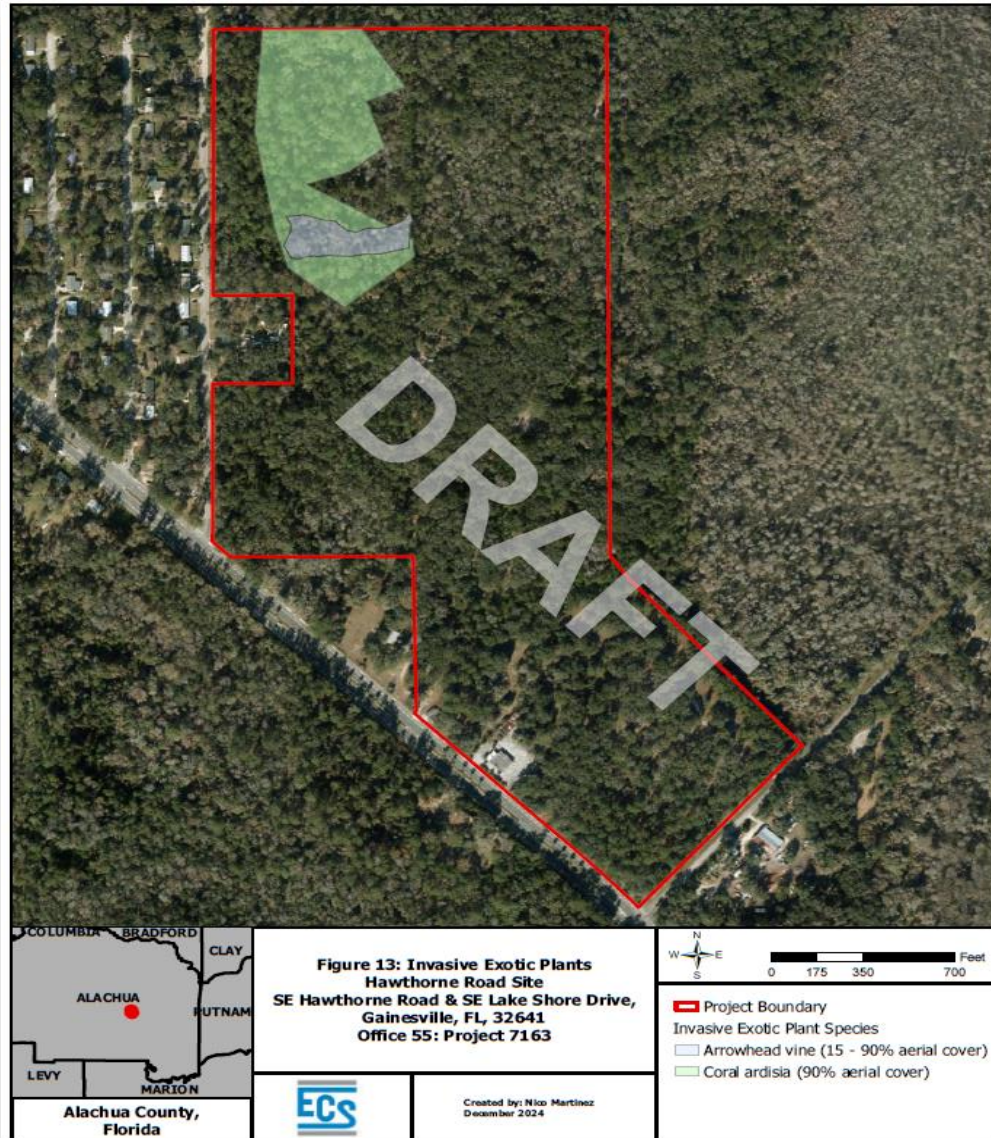 DRAFT
COLUMBIA
BRADFORD
CLAY
ALACHUA
PUTNAM
LEVY
MARION
Alachua County,
Florida
Figure 13: Invasive Exotic Plants
Hawthorne Road Site
SE Hawthorne Road & SE Lake Shore Drive,
Gainesville, FL, 32641
Office 55: Project 7163
ECS
Created by: Nico Martinez
December 2024
N
W E
S
0 175 350 700 Feet
Project Boundary
Invasive Exotic Plant Species
Arrowhead vine (15 - 90% aerial cover)
Coral ardisia (90% aerial cover)